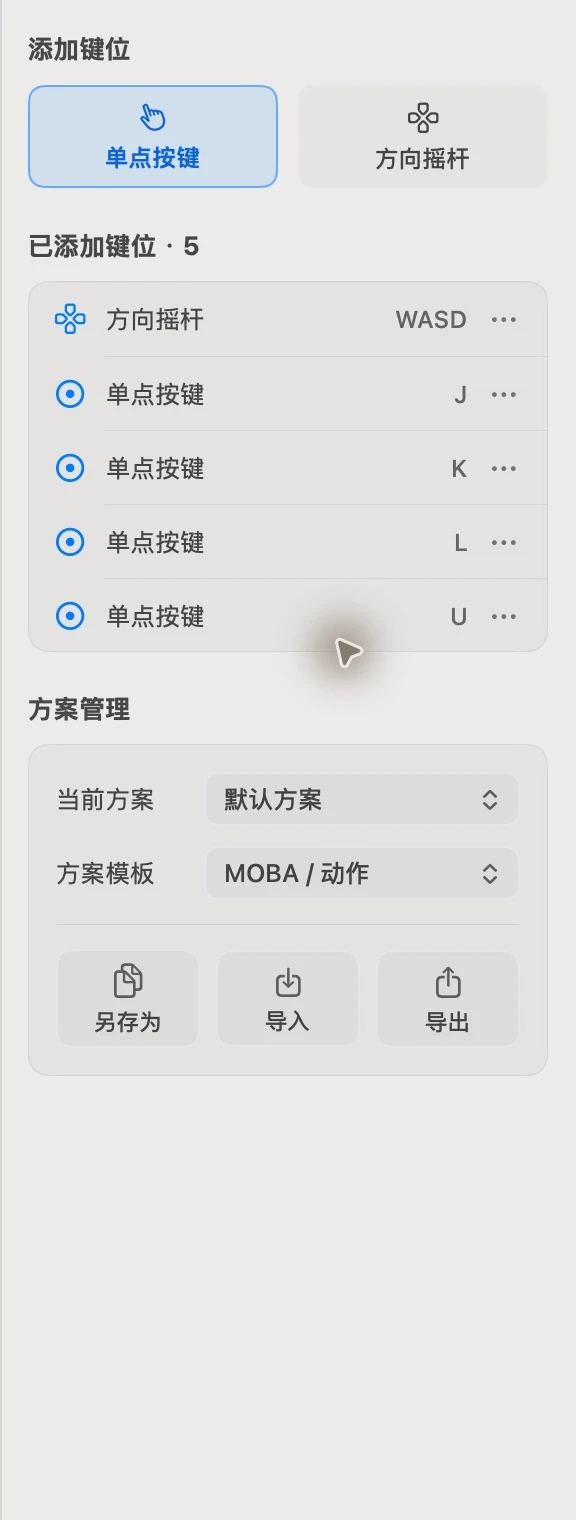 添加键位
单点按键
方向摇杆
已添加键位 · 5
方向摇杆 WASD
单点按键 J
单点按键 K
单点按键 L
单点按键 U
方案管理
当前方案 默认方案
方案模板 MOBA / 动作
另存为
导入
导出